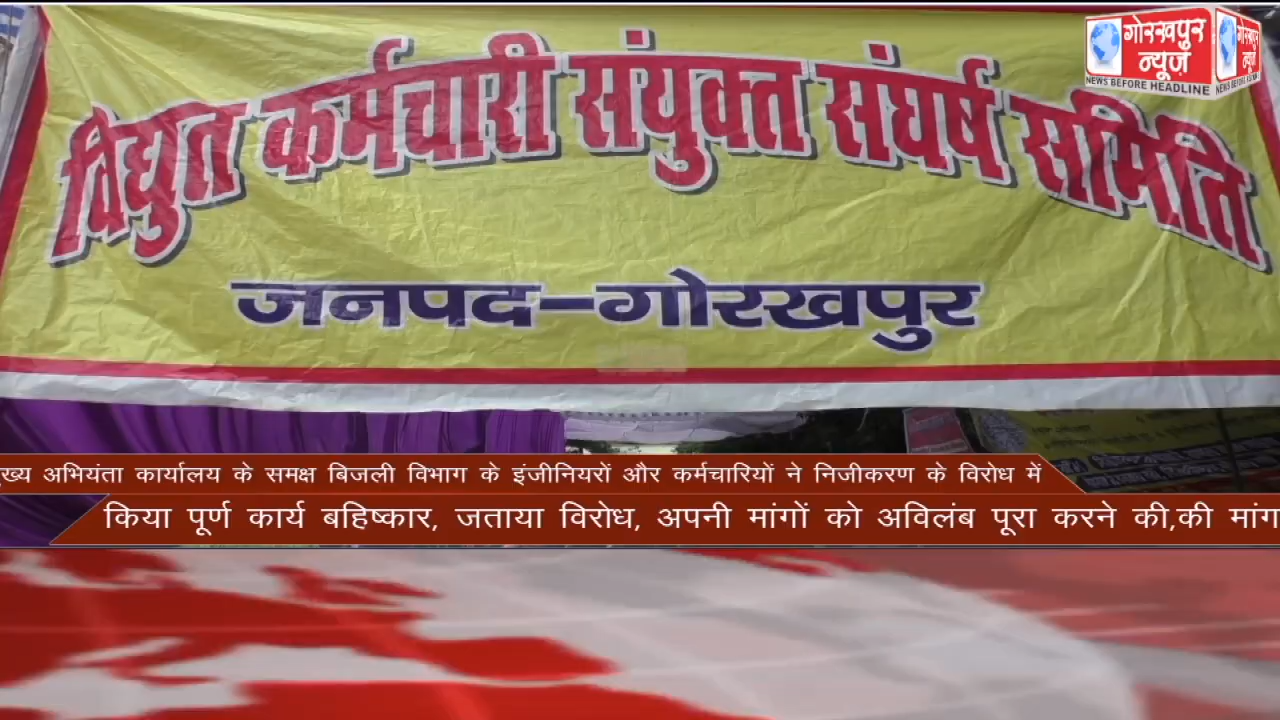 गोरखपुर
न्यूज़
NEWS BEFORE HEADLINE
विद्युत कर्मचारी संयुक्त संघर्ष समिति
जनपद-गोरखपुर
अभियंता कार्यालय के समक्ष बिजली विभाग के इंजीनियरों और कर्मचारियों ने निजीकरण के विरोध में
किया पूर्ण कार्य बहिष्कार, जताया विरोध, अपनी मांगों को अविलंब पूरा करने की,की मांग